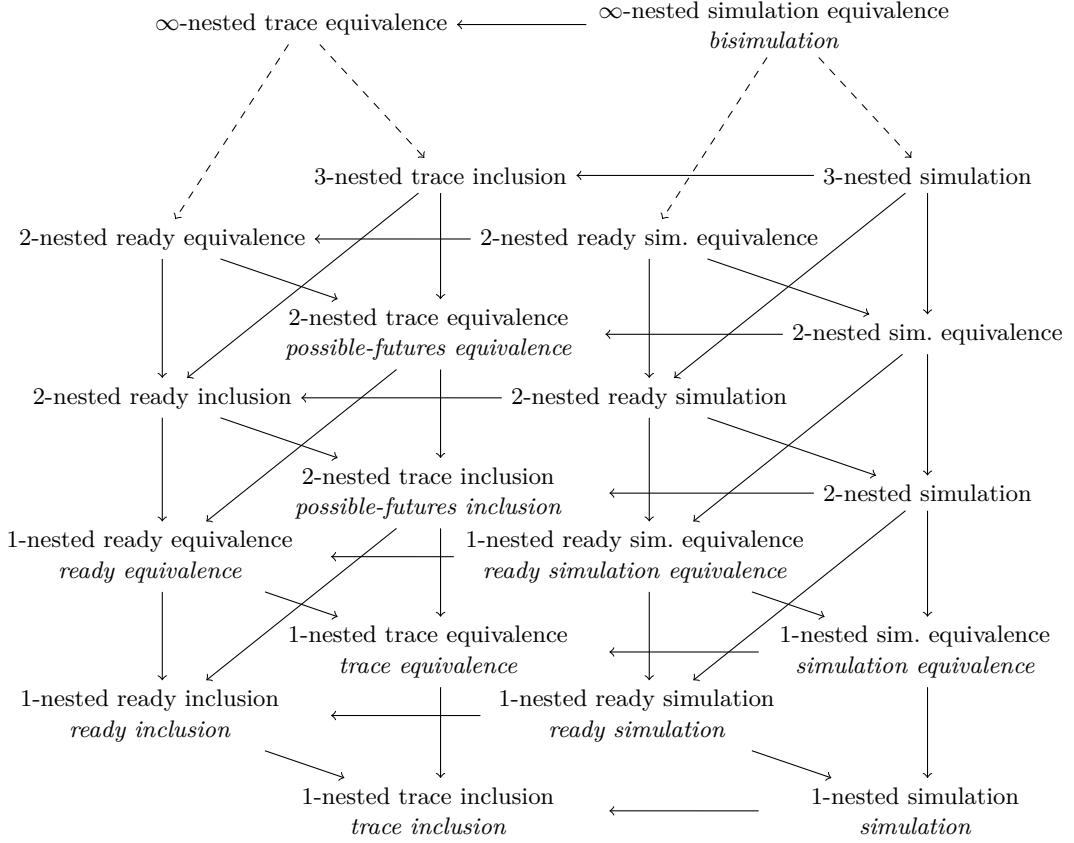 ∞-nested trace equivalence
∞-nested simulation equivalence
bisimulation
3-nested trace inclusion
3-nested simulation
2-nested ready equivalence
2-nested ready sim. equivalence
2-nested trace equivalence
possible-futures equivalence
2-nested sim. equivalence
2-nested ready inclusion
2-nested ready simulation
2-nested trace inclusion
possible-futures inclusion
2-nested simulation
1-nested ready equivalence
ready equivalence
1-nested ready sim. equivalence
ready simulation equivalence
1-nested trace equivalence
trace equivalence
1-nested sim. equivalence
simulation equivalence
1-nested ready inclusion
ready inclusion
1-nested ready simulation
ready simulation
1-nested trace inclusion
trace inclusion
1-nested simulation
simulation